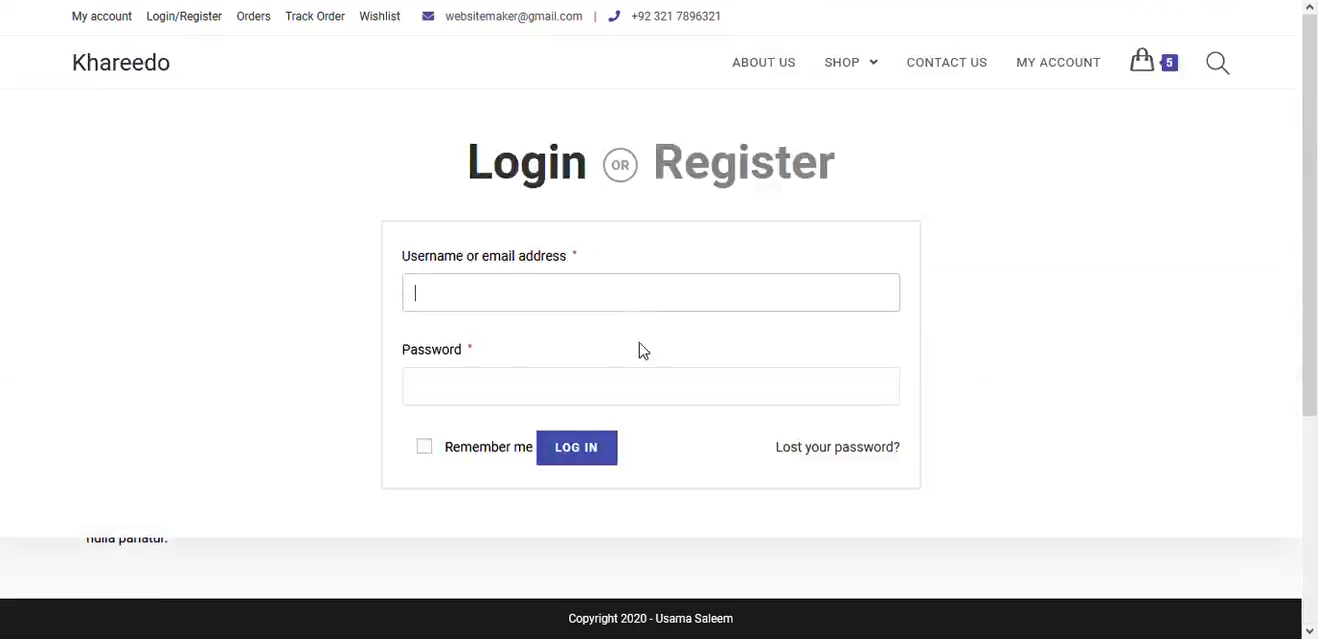 My account Login/Register Orders Track Order Wishlist websitemaker@gmail.com | +92 321 7896321
Khareedo ABOUT US SHOP CONTACT US MY ACCOUNT 5
Login OR Register
Username or email address *
Password *
Remember me LOG IN Lost your password?
nulla pariatur.
Copyright 2020 - Usama Saleem